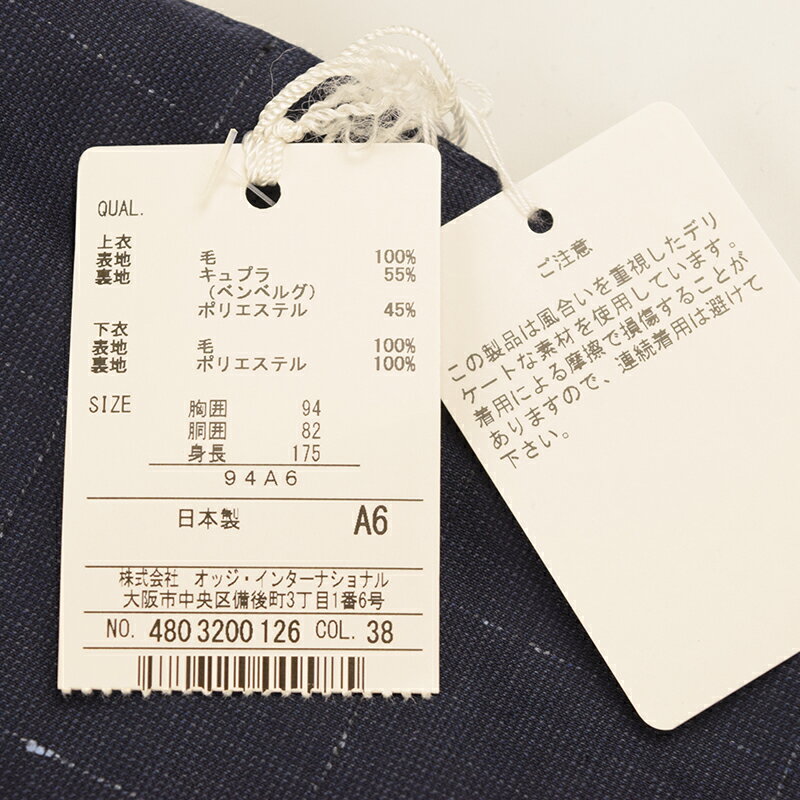 QUAL.
上衣
表地 毛 100%
裏地 キュプラ 55%
(ベンベルグ)
ポリエステル 45%
下衣
表地 毛 100%
裏地 ポリエステル 100%
SIZE 胸囲 94
胴囲 82
身長 175
94A6
日本製 A6
株式会社 オッジ・インターナショナル
大阪市中央区備後町3丁目1番6号
NO. 4803200126 COL. 38
ご注意
この製品は風合いを重視したデリ
ケートな素材を使用しています。
着用による摩擦で損傷することが
ありますので、連続着用は避けて
下さい。